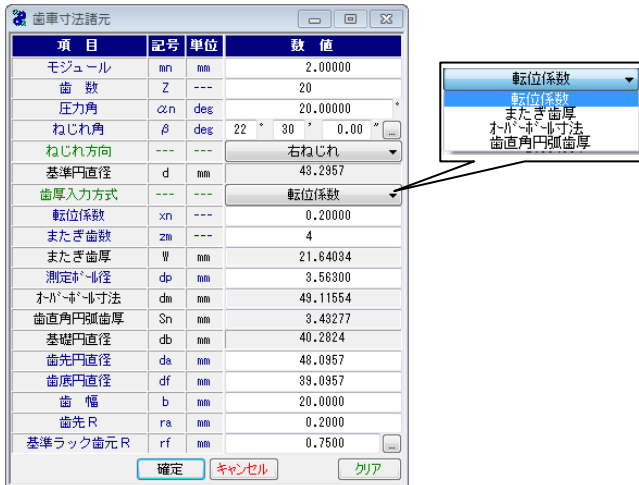 歯車寸法諸元
項 目 記号 単位 数 値
モジュール mn mm 2.00000
歯 数 Z --- 20
圧力角 αn deg 20.00000 °
ねじれ角 β deg 22 ° 30 ' 0.00 " ...
ねじれ方向 --- --- 右ねじれ
基準円直径 d mm 43.2957
歯厚入力方式 --- --- 転位係数
転位係数 xn --- 0.20000
またぎ歯数 zm --- 4
またぎ歯厚 W mm 21.64034
測定ボール径 dp mm 3.56300
オーバーボール寸法 dm mm 49.11554
歯直角円弧歯厚 Sn mm 3.43277
基礎円直径 db mm 40.2824
歯先円直径 da mm 48.0957
歯底円直径 df mm 39.0957
歯 幅 b mm 20.0000
歯先R ra mm 0.2000
基準ラック歯元R rf mm 0.7500 ...
確定 キャンセル クリア
転位係数
転位係数
またぎ歯厚
オーバーボール寸法
歯直角円弧歯厚